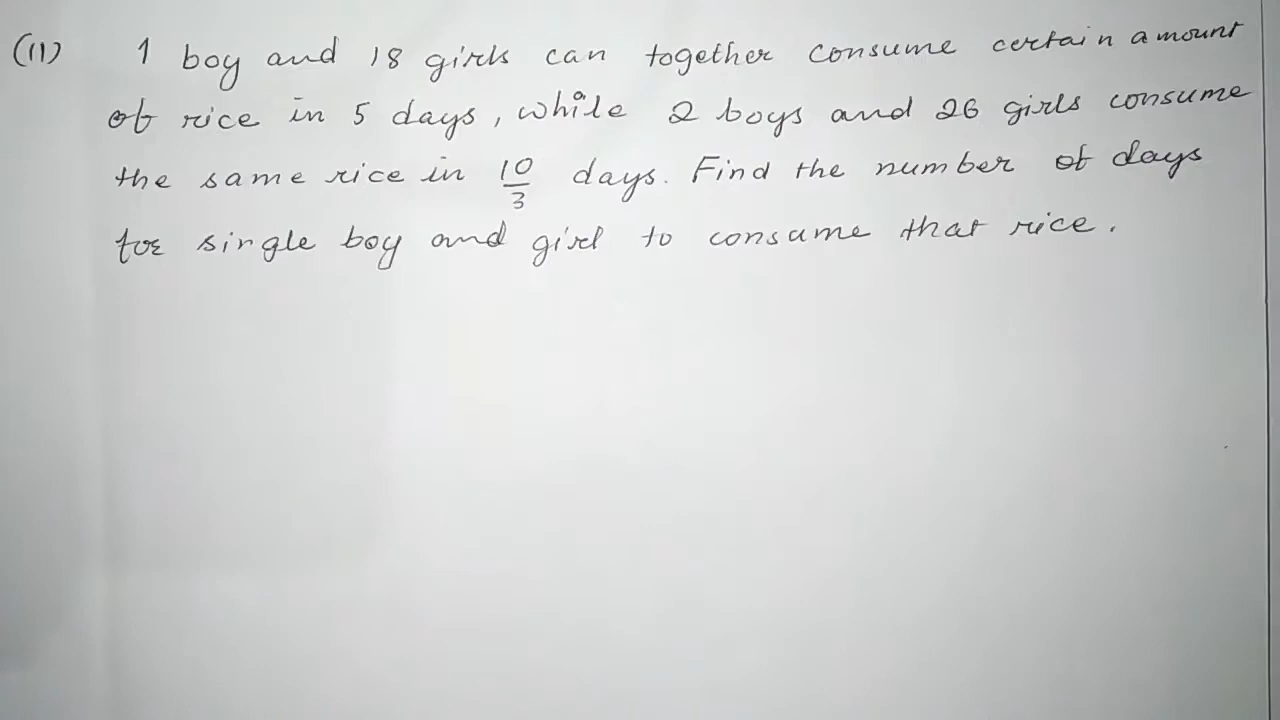 (11) 1 boy and 18 girls can together consume certain amount
of rice in 5 days, while 2 boys and 26 girls consume
the same rice in 10/3 days. Find the number of days
for single boy and girl to consume that rice.